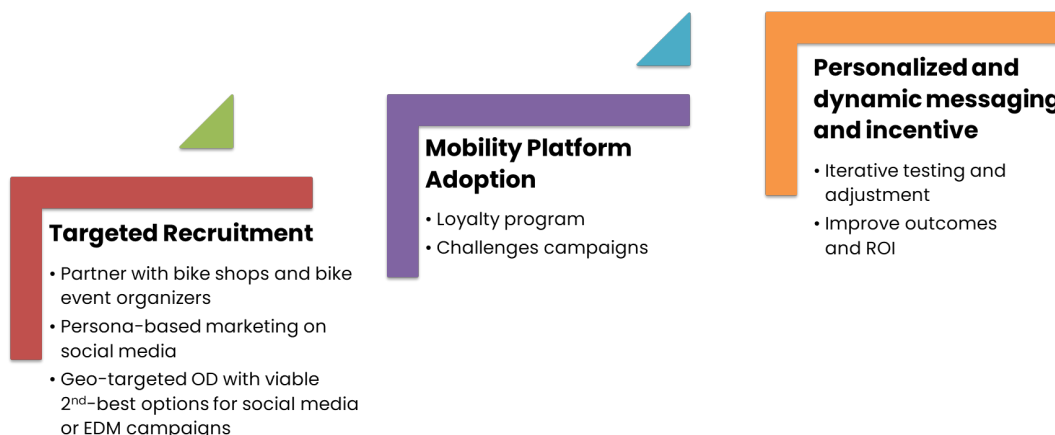 Targeted Recruitment
• Partner with bike shops and bike
event organizers
• Persona-based marketing on
social media
• Geo-targeted OD with viable
2nd-best options for social media
or EDM campaigns
Mobility Platform
Adoption
• Loyalty program
• Challenges campaigns
Personalized and
dynamic messaging
and incentive
• Iterative testing and
adjustment
• Improve outcomes
and ROI